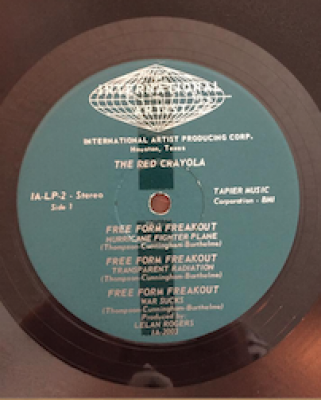 INTERNATIONAL
ARTISTS
INTERNATIONAL ARTIST PRODUCING CORP.
Houston, Texas
THE RED CRAYOLA
IA-LP-2 - Stereo
Side 1
TAPIER MUSIC
Corporation - BMI
FREE FORM FREAKOUT
HURRICANE FIGHTER PLANE
(Thompson-Cunningham-Barthelme)
FREE FORM FREAKOUT
TRANSPARENT RADIATION
(Thompson-Cunningham-Barthelme)
FREE FORM FREAKOUT
WAR SUCKS
(Thompson-Cunningham-Barthelme)
Produced by:
LELAN ROGERS
IA-2002